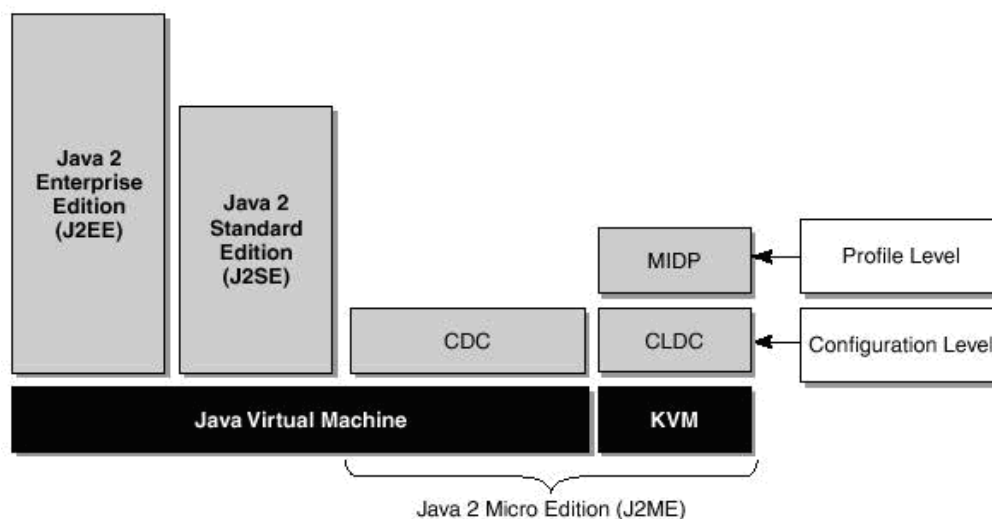 Java 2
Enterprise
Edition
(J2EE)
Java 2
Standard
Edition
(J2SE)
MIDP
Profile Level
CDC
CLDC
Configuration Level
Java Virtual Machine
KVM
Java 2 Micro Edition (J2ME)